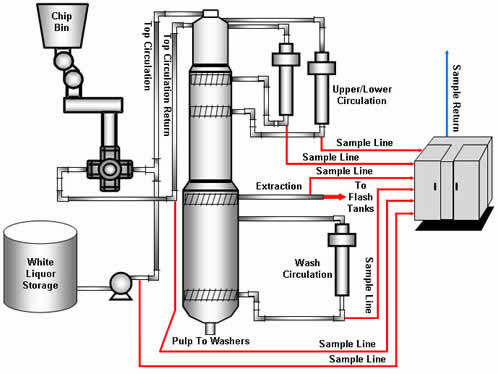 Chip
Bin
Top Circulation
Top Circulation Return
Upper/Lower
Circulation
Sample Return
Sample Line
Sample Line
Sample Line
Extraction
To
Flash
Tanks
White
Liquor
Storage
Wash
Circulation
Sample Line
Pulp To Washers
Sample Line
Sample Line